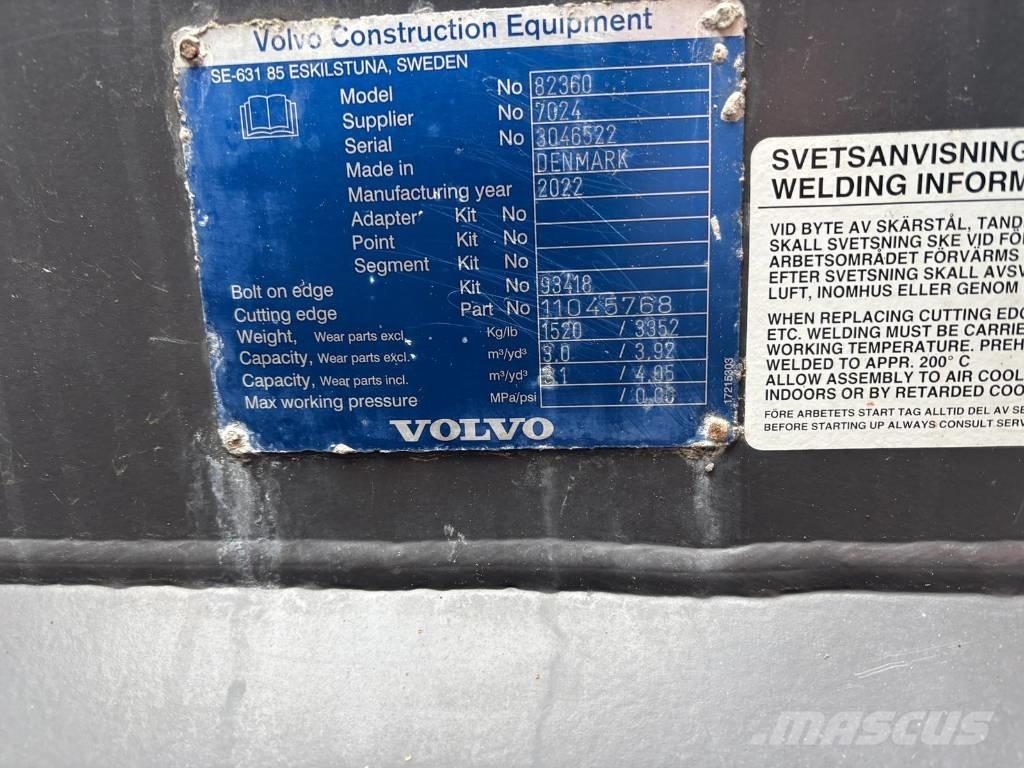 Volvo Construction Equipment
SE-631 85 ESKILSTUNA, SWEDEN
Model No 82360
Supplier No 7024
Serial No 3046522
Made in DENMARK
Manufacturing year 2022
Adapter Kit No
Point Kit No
Segment Kit No
Bolt on edge Kit No 93418
Cutting edge Part No 11045768
Weight, Wear parts excl. Kg/lb 1520 / 3352
Capacity, Wear parts excl. m³/yd³ 3.0 / 3.92
Capacity, Wear parts incl. m³/yd³ 3.1 / 4.05
Max working pressure MPa/psi / 0.00
VOLVO
17215303
SVETSANVISNING
WELDING INFORM
VID BYTE AV SKÄRSTÅL, TAND
SKALL SVETSNING SKE VID FÖ
ARBETSOMRÅDET FÖRVÄRMS
EFTER SVETSNING SKALL AVSV
LUFT, INOMHUS ELLER GENOM
WHEN REPLACING CUTTING EDG
ETC. WELDING MUST BE CARRIE
WORKING TEMPERATURE. PREH
WELDED TO APPR. 200° C
ALLOW ASSEMBLY TO AIR COOL
INDOORS OR BY RETARDED COO
FÖRE ARBETETS START TAG ALLTID DEL AV SE
BEFORE STARTING UP ALWAYS CONSULT SERV
MASCUS